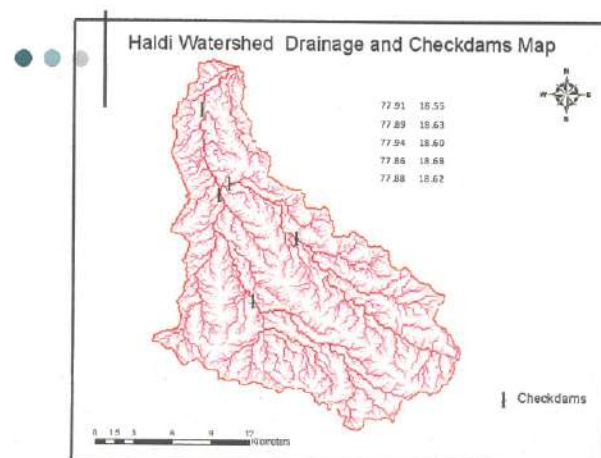 Haldi Watershed Drainage and Checkdams Map
N
W E
S
77.91 18.55
77.89 18.63
77.94 18.60
77.86 18.68
77.88 18.62
Checkdams
0 1.5 3 6 9 12
Kilometers